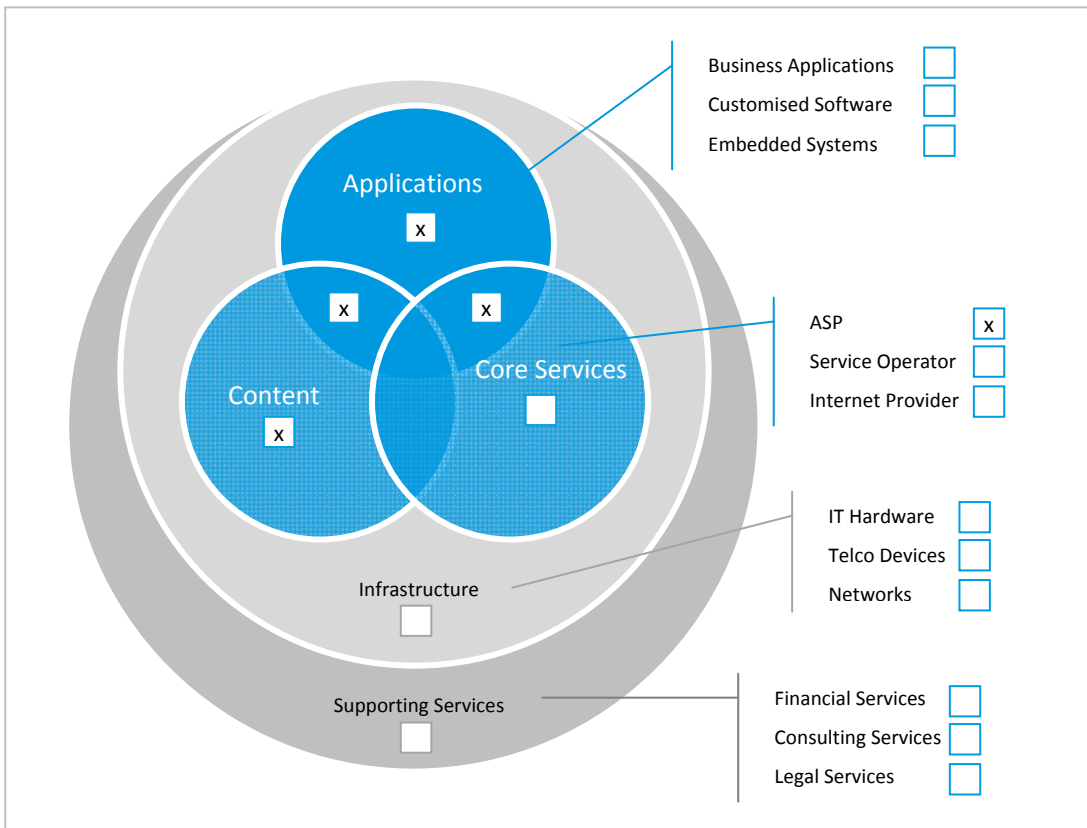 Business Applications
Customised Software
Embedded Systems
Applications
x
x
x
ASP x
Core Services
Service Operator
Content
Internet Provider
x
IT Hardware
Telco Devices
Infrastructure
Networks
Supporting Services
Financial Services
Consulting Services
Legal Services